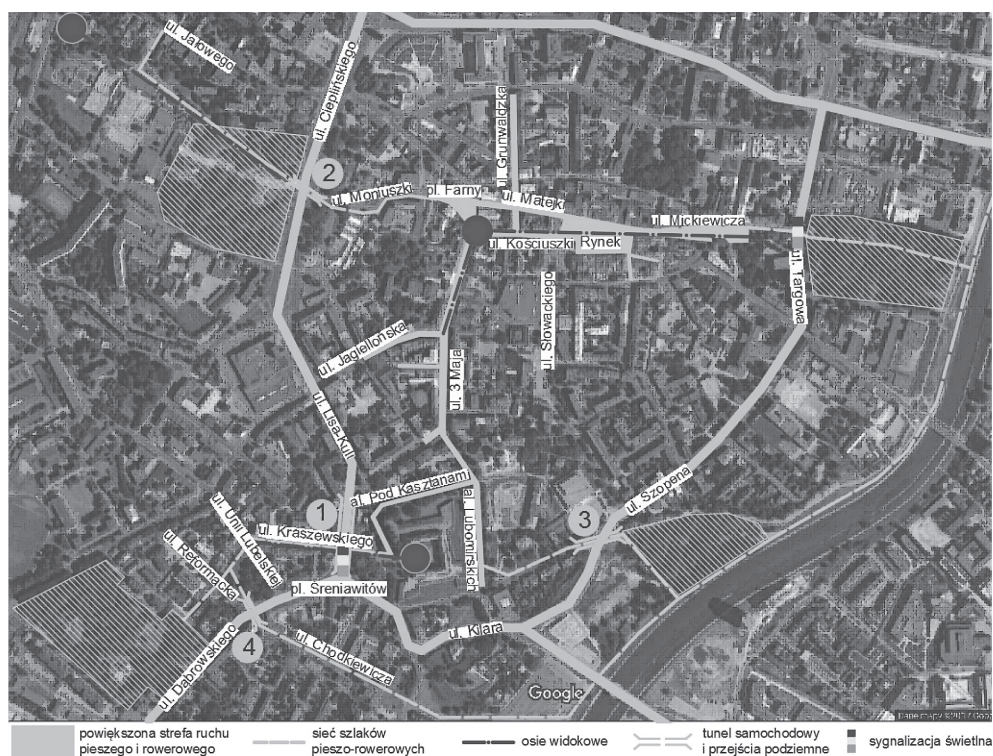 ul. Jałowego
ul. Cieplińskiego
ul. Grunwaldzka
2
ul. Moniuszki
pl. Farny
ul. Matejki
ul. Mickiewicza
ul. Kościuszki
Rynek
ul. Targowa
ul. Słowackiego
ul. Jagiellońska
ul. 3 Maja
ul. Lisa-Kuli
al. Pod Kasztanami
ul. Szopena
1
3
ul. Kraszewskiego
al. Lubomirskich
ul. Unii Lubelskiej
ul. Reformacka
pl. Śreniawitów
ul. Kilara
4
ul. Dąbrowskiego
ul. Chodkiewicza
Google
powiększona strefa ruchu
pieszego i rowerowego
sieć szlaków
pieszo-rowerowych
osie widokowe
tunel samochodowy
i przejścia podziemne
sygnalizacja świetlna